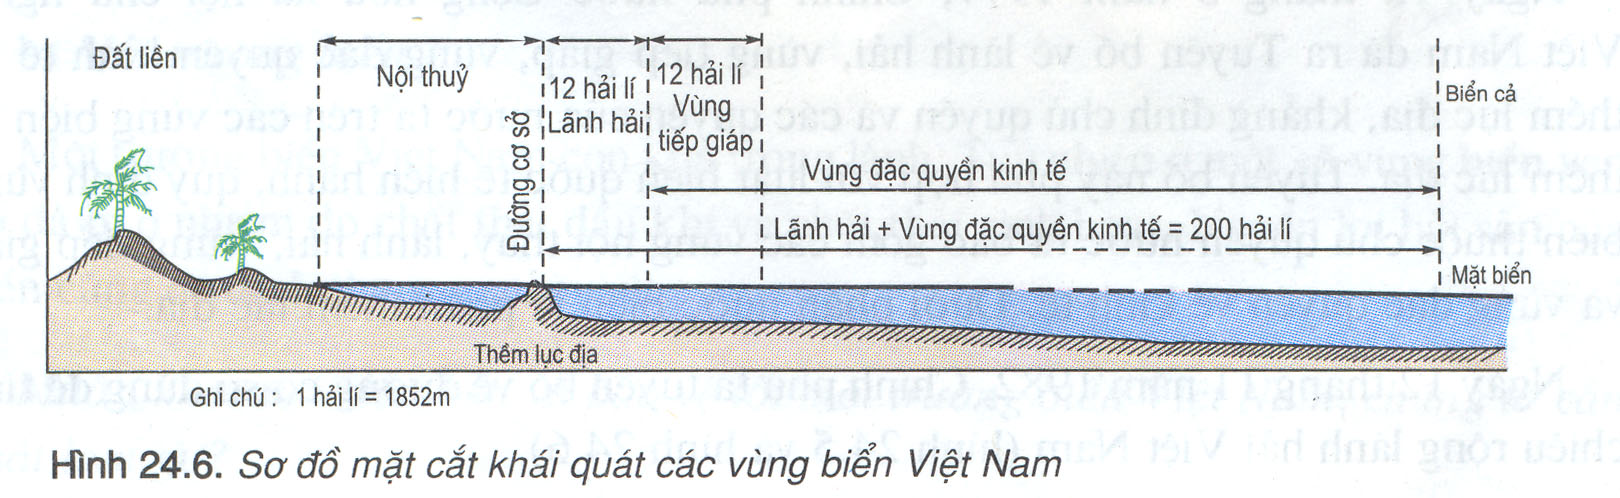 Đất liền
Nội thuỷ
Đường cơ sở
12 hải lí
Lãnh hải
12 hải lí
Vùng
tiếp giáp
Biển cả
Vùng đặc quyền kinh tế
Lãnh hải + Vùng đặc quyền kinh tế = 200 hải lí
Mặt biển
Thềm lục địa
Ghi chú : 1 hải lí = 1852m
Hình 24.6. Sơ đồ mặt cắt khái quát các vùng biển Việt Nam